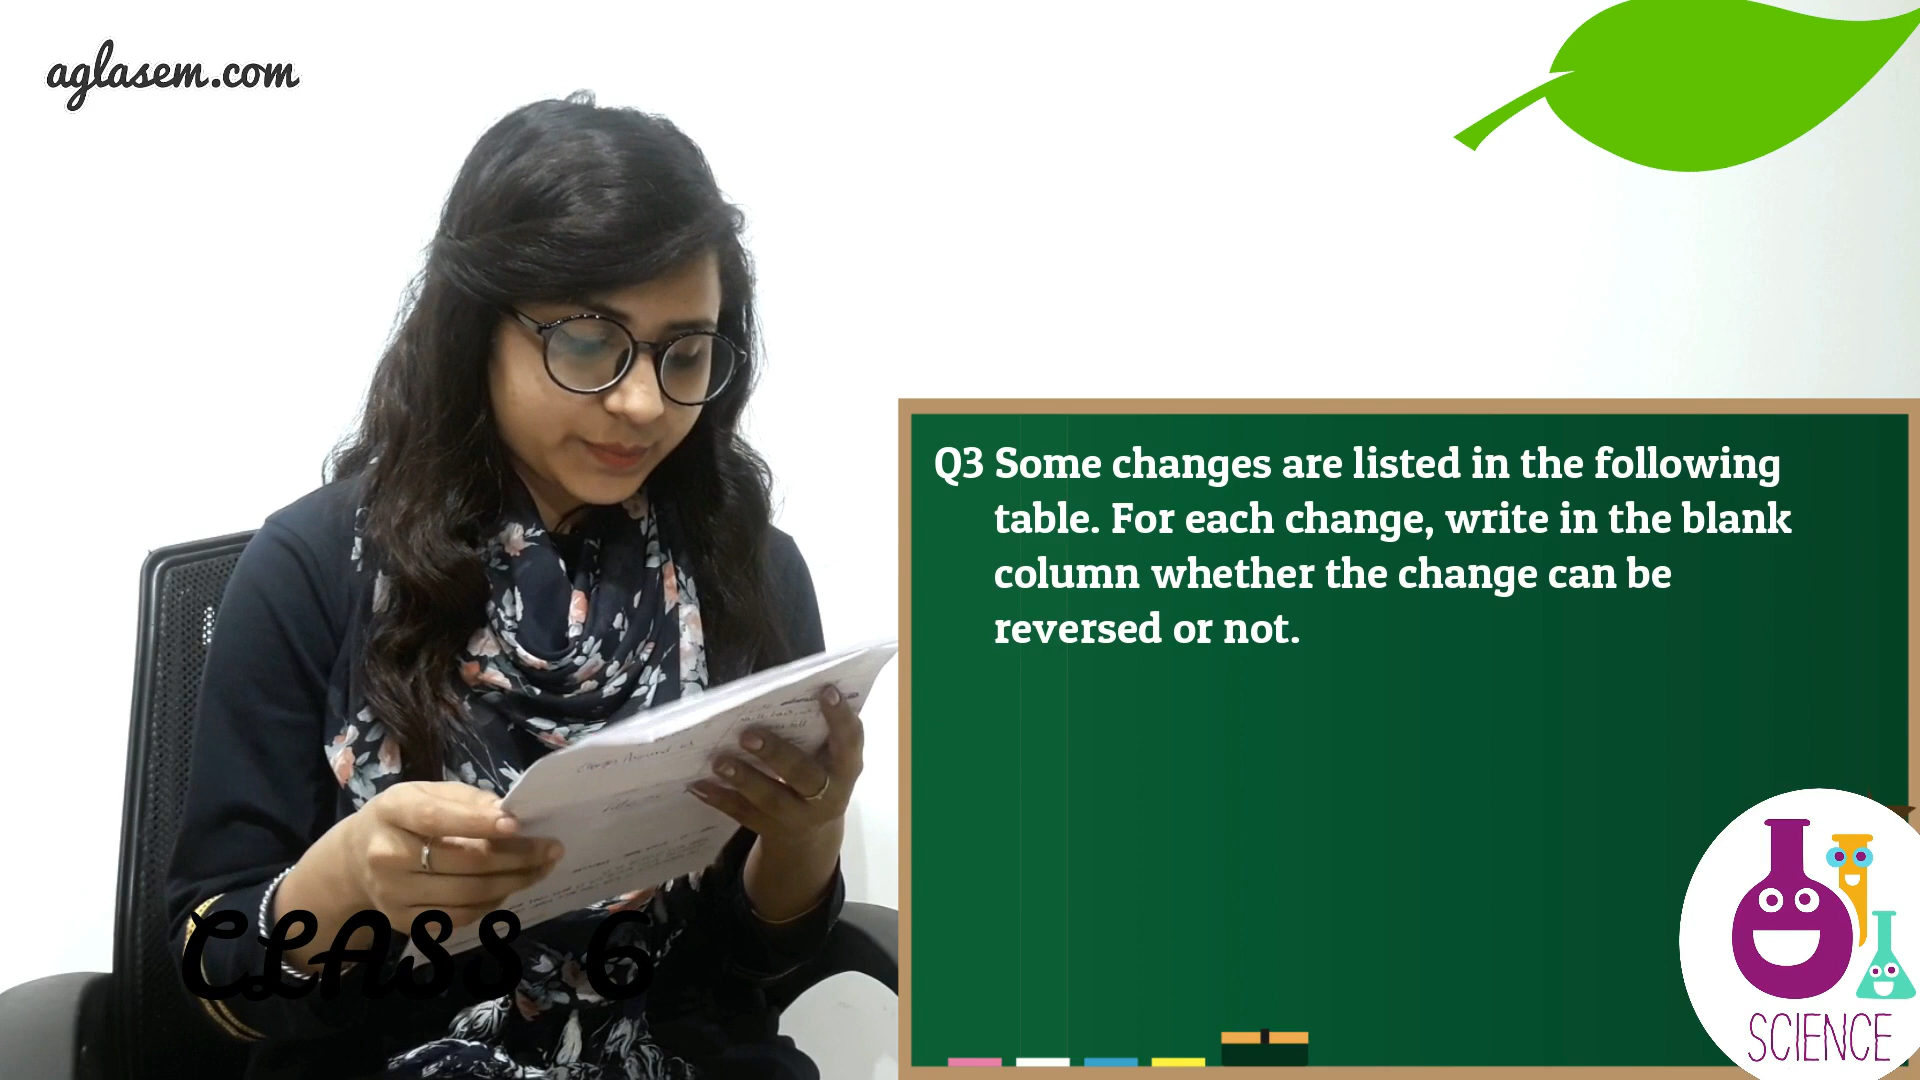 aglasem.com
Q3 Some changes are listed in the following
table. For each change, write in the blank
column whether the change can be
reversed or not.
CLASS 6
SCIENCE